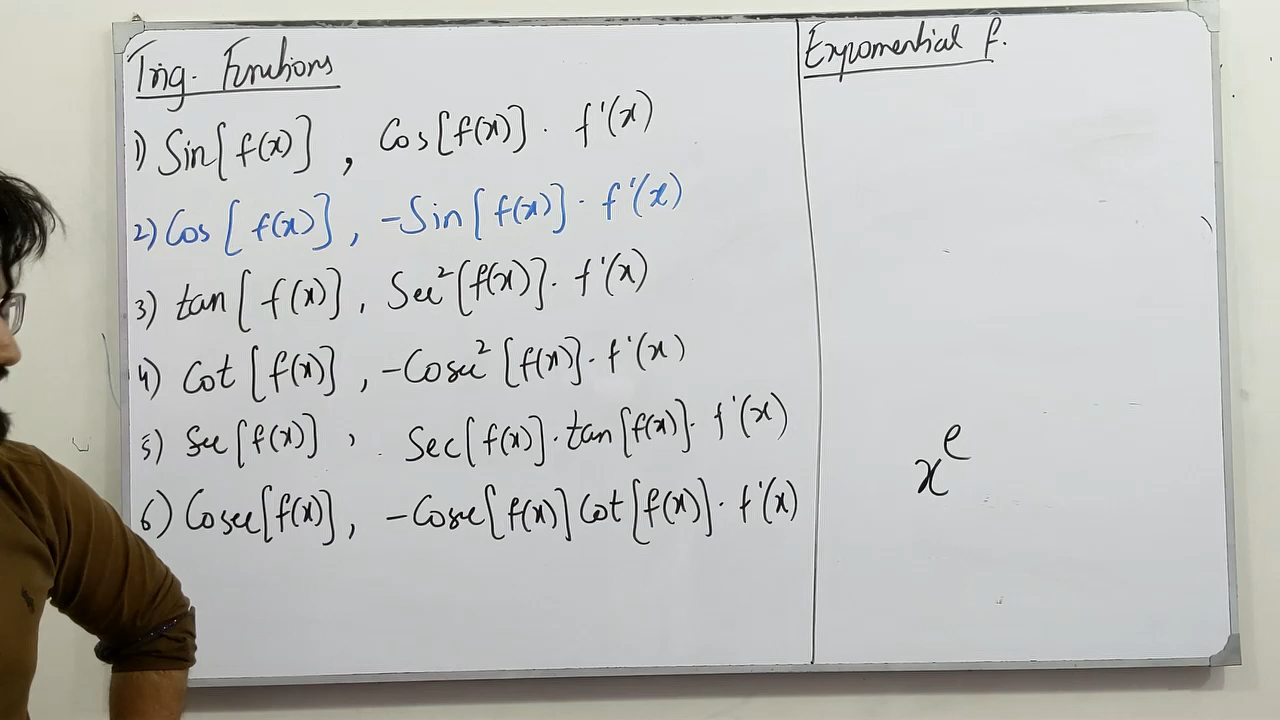 Trig. Functions
1) Sin[f(x)] , Cos[f(x)] · f'(x)
2) Cos [f(x)] , -Sin[f(x)] · f'(x)
3) tan [f(x)] , Sec²[f(x)] · f'(x)
4) Cot [f(x)] , -Cosec² [f(x)] · f'(x)
5) Sec [f(x)] , Sec[f(x)] · tan[f(x)] · f'(x)
6) Cosec[f(x)] , -Cosec[f(x)] Cot[f(x)] · f'(x)
Exponential f.
xᵉ